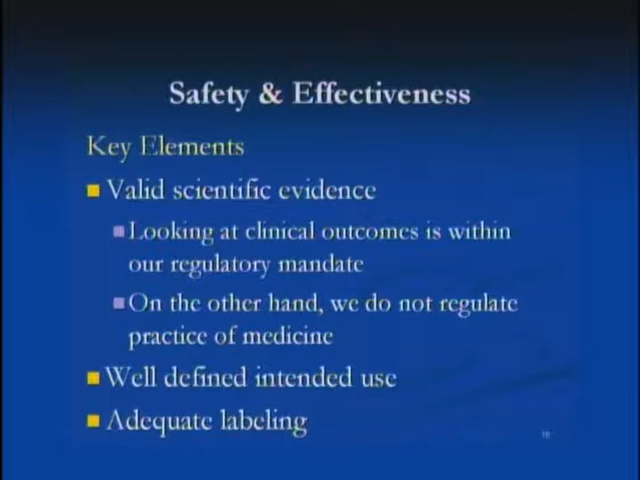 Safety & Effectiveness
Key Elements
Valid scientific evidence
Looking at clinical outcomes is within
our regulatory mandate
On the other hand, we do not regulate
practice of medicine
Well defined intended use
Adequate labeling